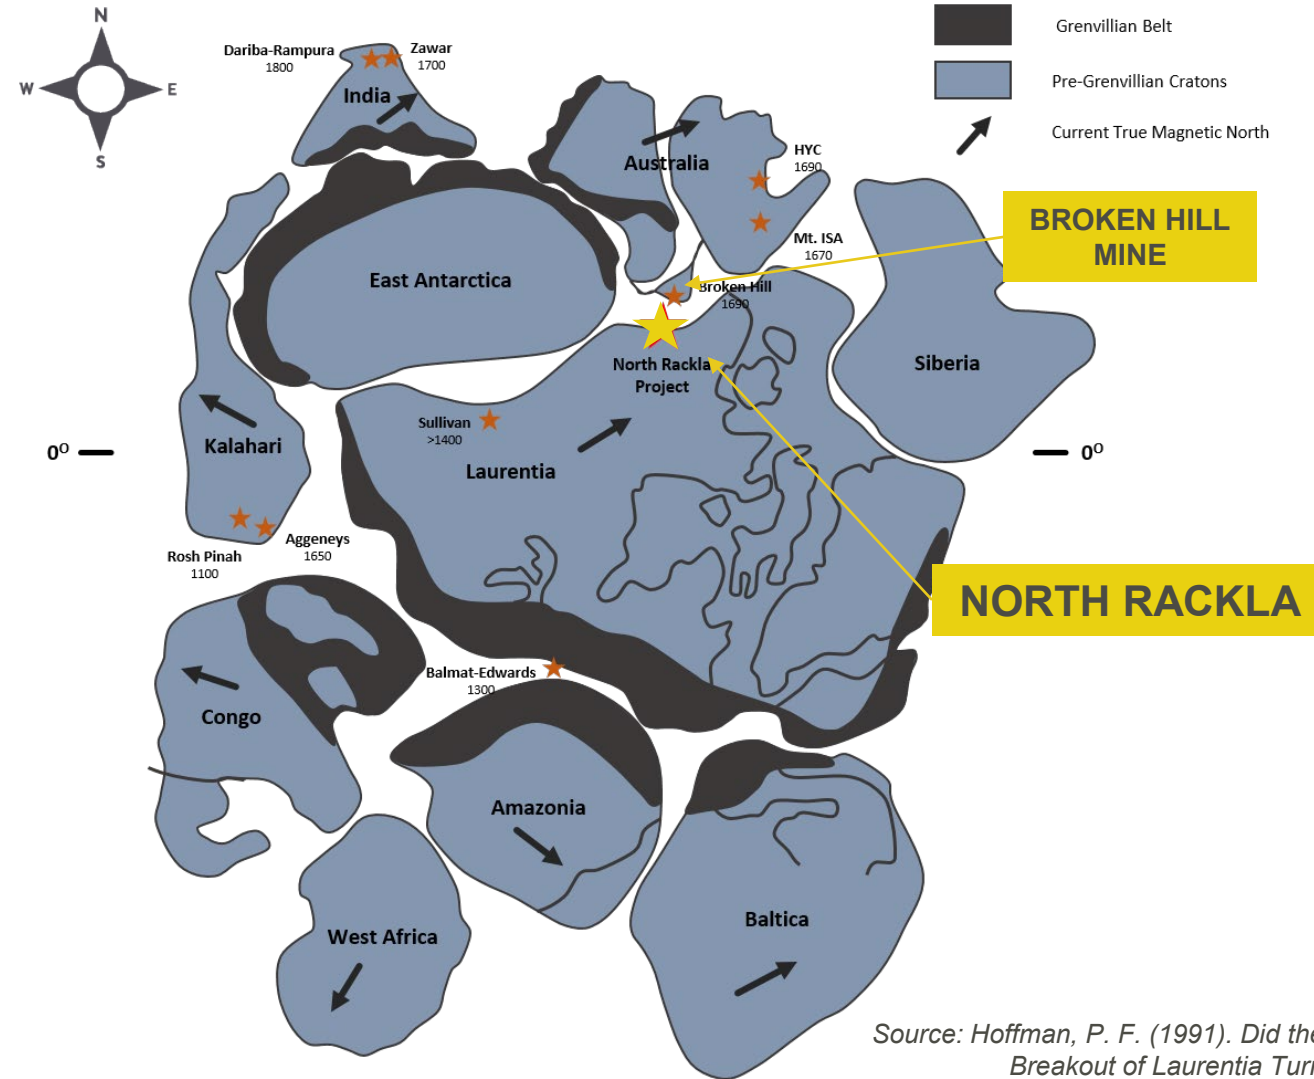 N
W
E
S
Dariba-Rampura
1800
Zawar
1700
India
Grenvillian Belt
Pre-Grenvillian Cratons
Current True Magnetic North
Australia
HYC
1690
Mt. ISA
1670
BROKEN HILL
MINE
Broken Hill
1690
East Antarctica
North Rackla
Project
Siberia
Sullivan
>1400
Laurentia
Kalahari
0⁰
0⁰
Rosh Pinah
1100
Aggeneys
1650
NORTH RACKLA
Balmat-Edwards
1300
Congo
Amazonia
West Africa
Baltica
Source: Hoffman, P. F. (1991). Did the
Breakout of Laurentia Turn